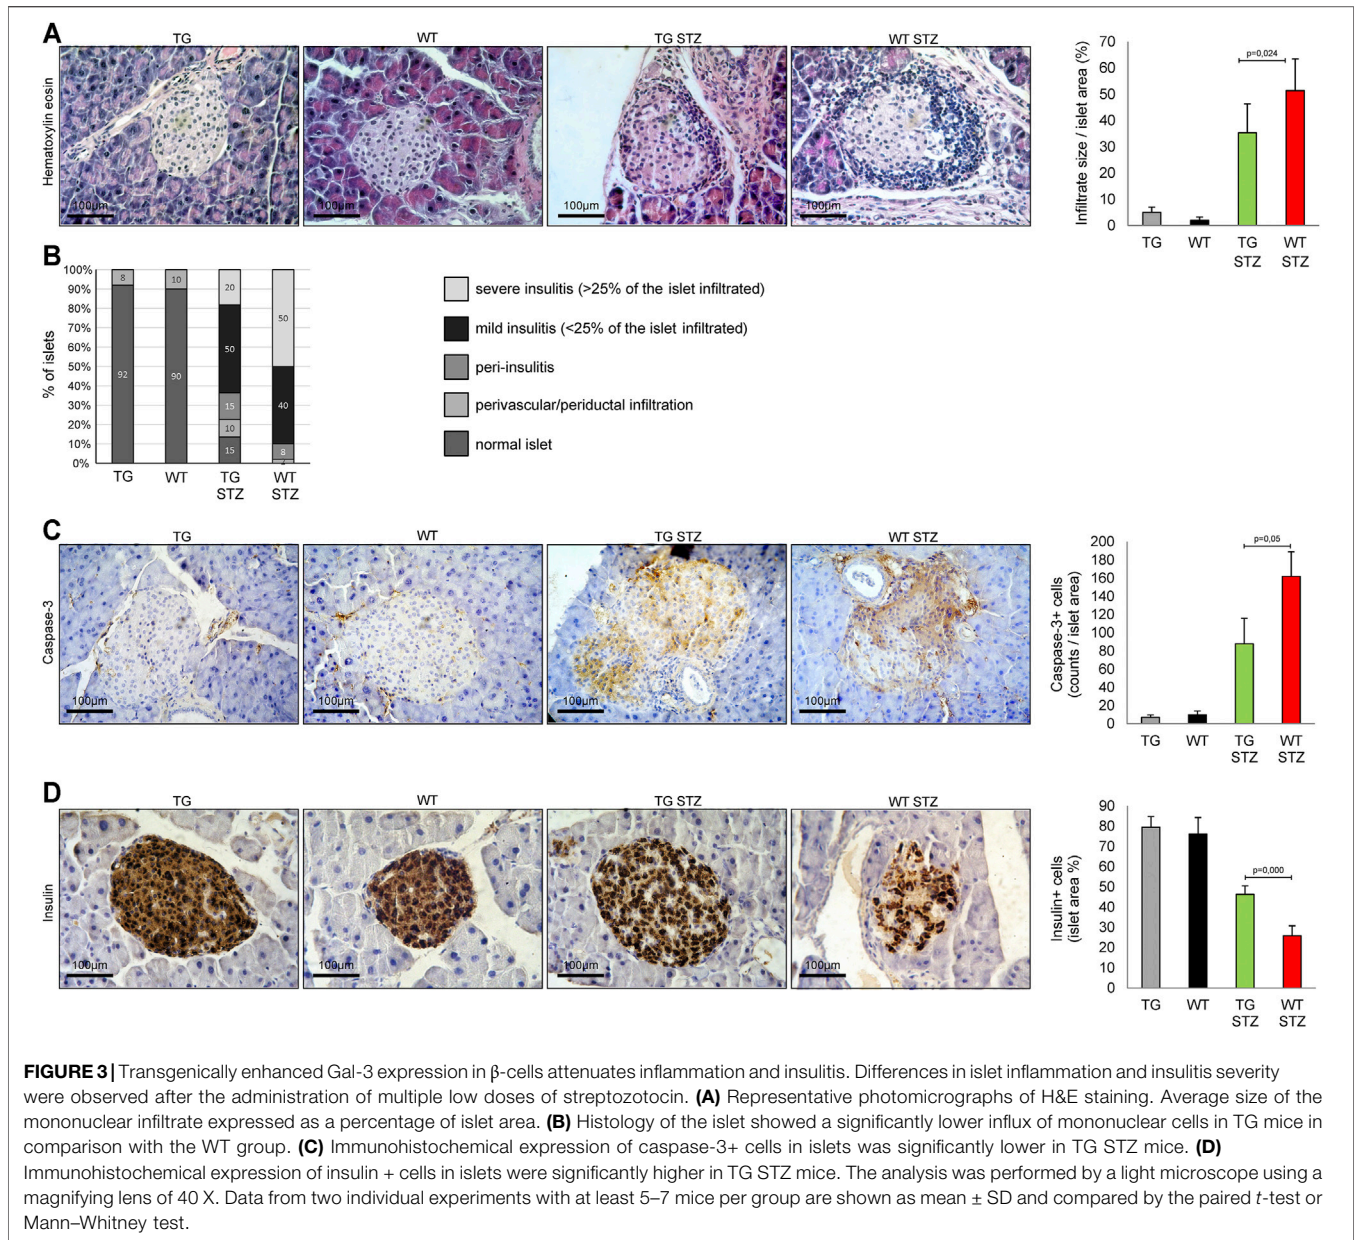 A
TG
WT
TG STZ
WT STZ
Hematoxylin eosin
100µm
100µm
100µm
100µm
Infiltrate size / islet area (%)
70
60
50
40
30
20
10
0
p=0,024
TG
WT
TG STZ
WT STZ
B
% of islets
100%
90%
80%
70%
60%
50%
40%
30%
20%
10%
0%
8
92
10
90
20
50
15
10
15
50
40
8
TG
WT
TG STZ
WT STZ
severe insulitis (>25% of the islet infiltrated)
mild insulitis (<25% of the islet infiltrated)
peri-insulitis
perivascular/periductal infiltration
normal islet
C
TG
WT
TG STZ
WT STZ
Caspase-3
100µm
100µm
100µm
100µm
Caspase-3+ cells
(counts / islet area)
200
180
160
140
120
100
80
60
40
20
0
p=0,05
TG
WT
TG STZ
WT STZ
D
TG
WT
TG STZ
WT STZ
Insulin
100µm
100µm
100µm
100µm
Insulin+ cells
(islet area %)
90
80
70
60
50
40
30
20
10
0
p=0,000
TG
WT
TG STZ
WT STZ
FIGURE 3 | Transgenically enhanced Gal-3 expression in β-cells attenuates inflammation and insulitis. Differences in islet inflammation and insulitis severity
were observed after the administration of multiple low doses of streptozotocin. (A) Representative photomicrographs of H&E staining. Average size of the
mononuclear infiltrate expressed as a percentage of islet area. (B) Histology of the islet showed a significantly lower influx of mononuclear cells in TG mice in
comparison with the WT group. (C) Immunohistochemical expression of caspase-3+ cells in islets was significantly lower in TG STZ mice. (D)
Immunohistochemical expression of insulin + cells in islets were significantly higher in TG STZ mice. The analysis was performed by a light microscope using a
magnifying lens of 40 X. Data from two individual experiments with at least 5–7 mice per group are shown as mean ± SD and compared by the paired t-test or
Mann–Whitney test.